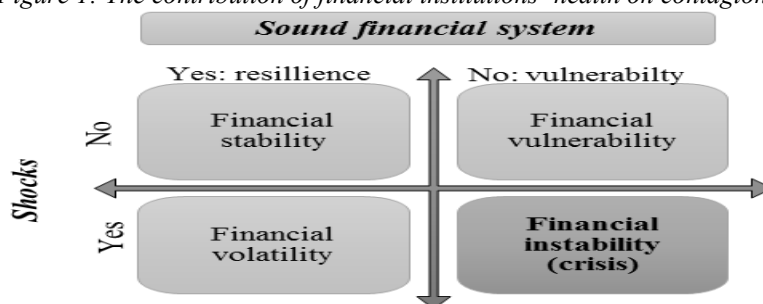 Figure 1. The contribution of financial institutions' health on contagion
Sound financial system
Yes: resillience No: vulnerabilty
No
Financial
stability
Financial
vulnerability
Shocks
Yes
Financial
volatility
Financial
instability
(crisis)